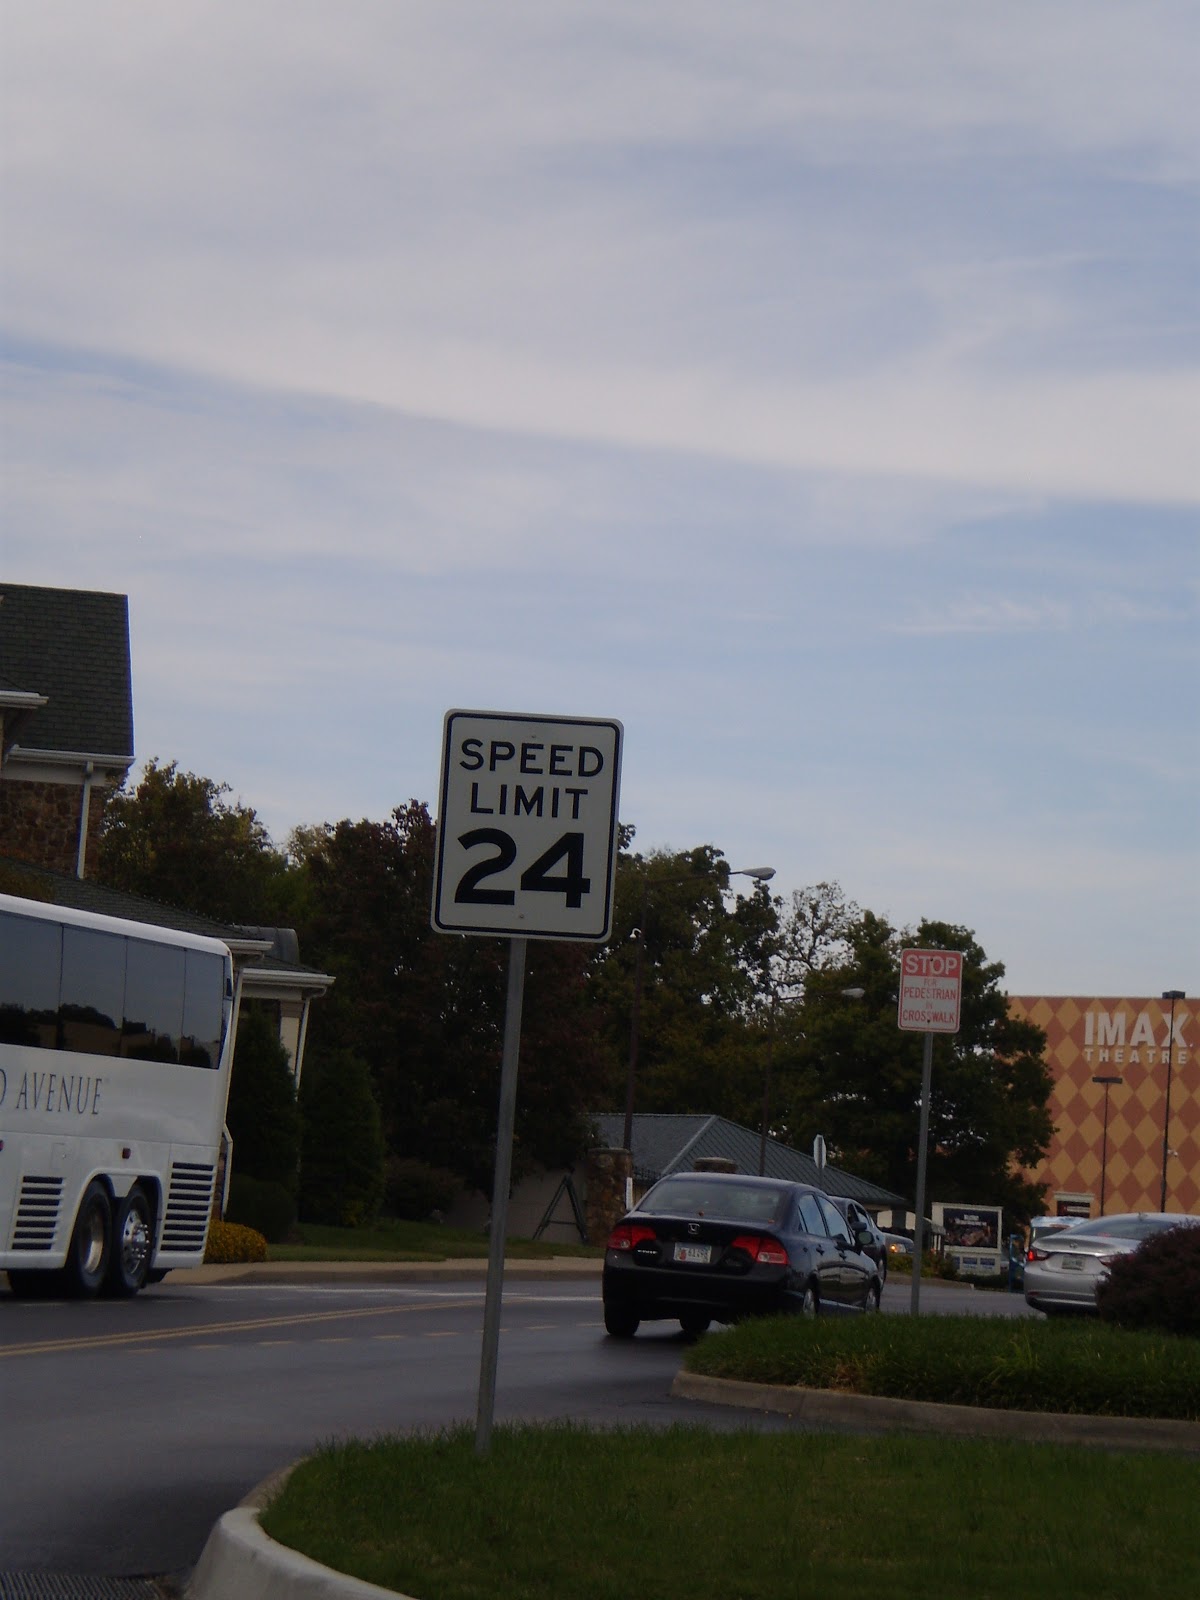 SPEED
LIMIT
24
STOP
FOR
PEDESTRIAN
IN
CROSSWALK
IMAX
THEATRE
AVENUE